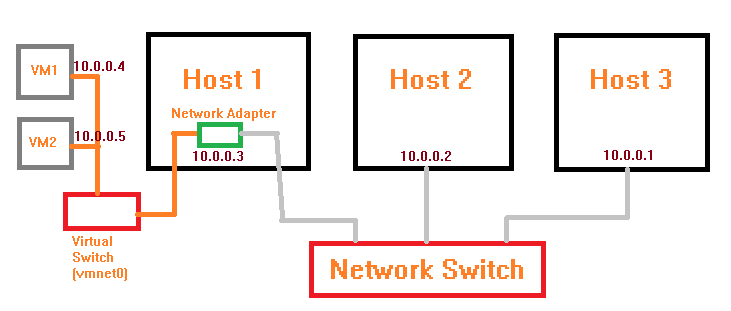 VM1
10.0.0.4
VM2
10.0.0.5
Virtual
Switch
(vmnet0)
Host 1
Network Adapter
10.0.0.3
Host 2
10.0.0.2
Host 3
10.0.0.1
Network Switch